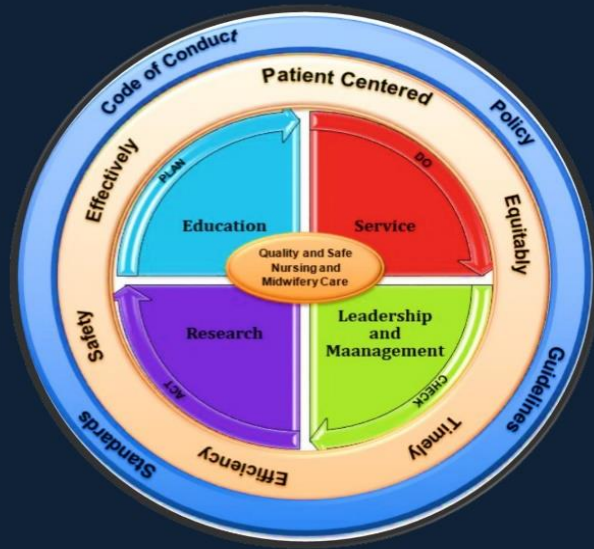 Code of Conduct
Policy
Guidelines
Standards
Patient Centered
Equitably
Timely
Efficiency
Safety
Effectively
PLAN
DO
CHECK
ACT
Education
Service
Quality and Safe
Nursing and
Midwifery Care
Research
Leadership
and
Maanagement